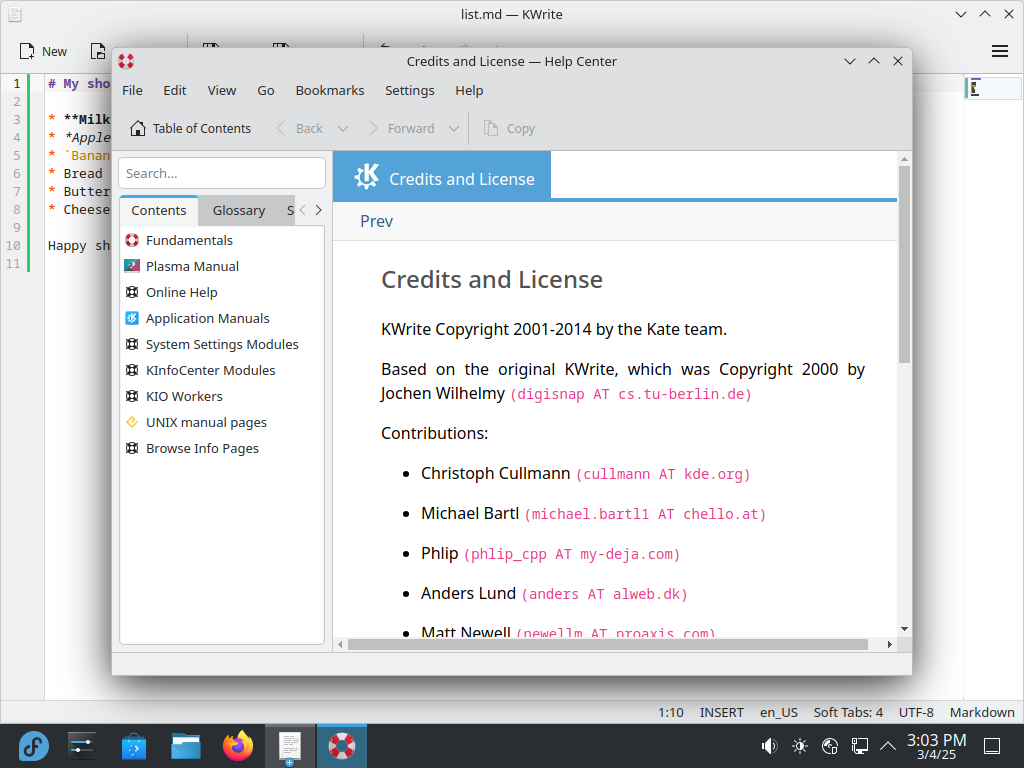 list.md — KWrite
New
Credits and License — Help Center
File Edit View Go Bookmarks Settings Help
Table of Contents Back Forward Copy
1 # My sho
2
3 * **Milk
4 * *Apple
5 * `Banan
6 * Bread
7 * Butter
8 * Cheese
9
10 Happy sh
11
Search...
Contents Glossary S
Fundamentals
Plasma Manual
Online Help
Application Manuals
System Settings Modules
KInfoCenter Modules
KIO Workers
UNIX manual pages
Browse Info Pages
Credits and License
Prev
Credits and License
KWrite Copyright 2001-2014 by the Kate team.
Based on the original KWrite, which was Copyright 2000 by
Jochen Wilhelmy (digisnap AT cs.tu-berlin.de)
Contributions:
• Christoph Cullmann (cullmann AT kde.org)
• Michael Bartl (michael.bartl1 AT chello.at)
• Phlip (phlip_cpp AT my-deja.com)
• Anders Lund (anders AT alweb.dk)
• Matt Newell (newellm AT proaxis.com)
1:10 INSERT en_US Soft Tabs: 4 UTF-8 Markdown
3:03 PM
3/4/25